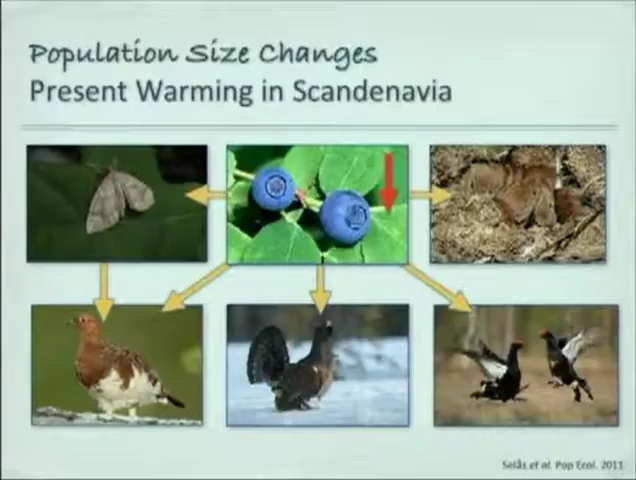 Population Size Changes
Present Warming in Scandenavia
Selås et al. Pop Ecol. 2011